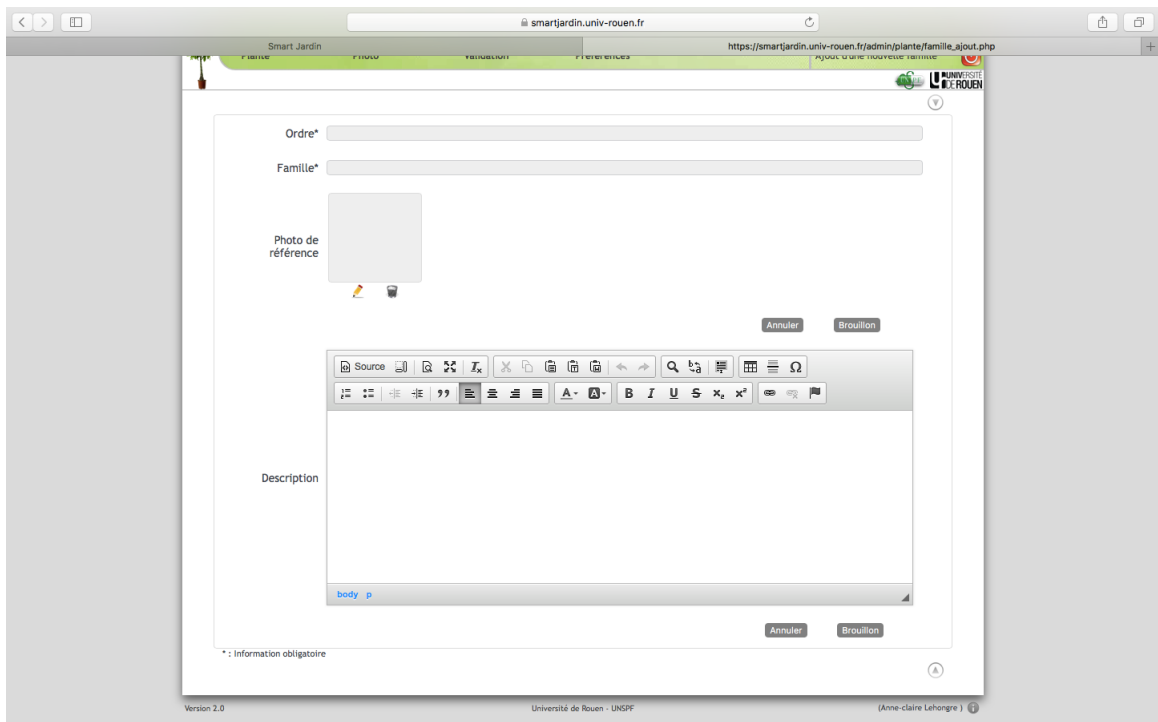 smartjardin.univ-rouen.fr
Smart Jardin
https://smartjardin.univ-rouen.fr/admin/plante/famille_ajout.php
Plante Photo Validation Préférences Ajout d'une nouvelle famille
UNIVERSITÉ
DE ROUEN
Ordre*
Famille*
Photo de
référence
Annuler Brouillon
Source
Description
body p
Annuler Brouillon
* : Information obligatoire
Version 2.0 Université de Rouen - UNSPF (Anne-claire Lehongre )